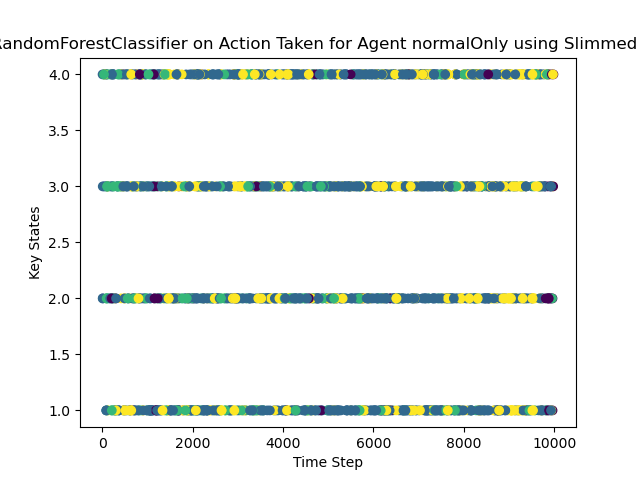 RandomForestClassifier on Action Taken for Agent normalOnly using Slimmed
4.0
3.5
3.0
2.5
2.0
1.5
1.0
Key States
0 2000 4000 6000 8000 10000
Time Step